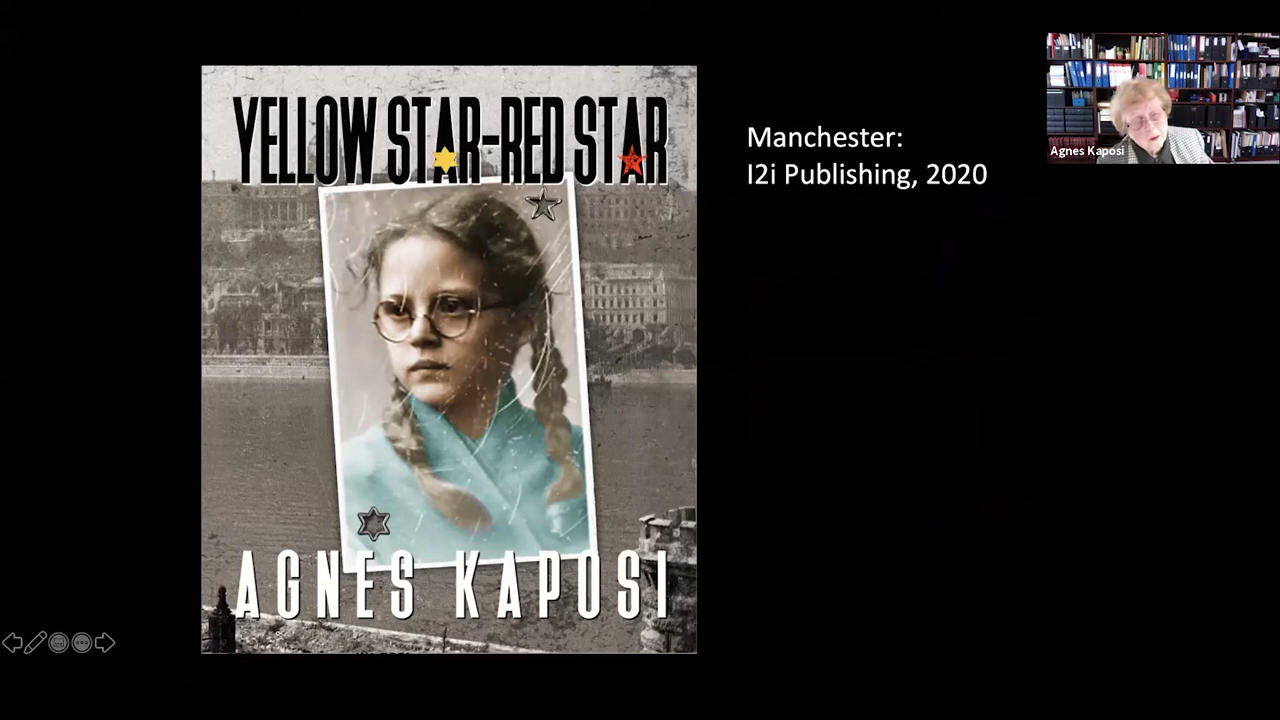 YELLOW STAR-RED STAR
AGNES KAPOSI
Manchester:
I2i Publishing, 2020
Agnes Kaposi